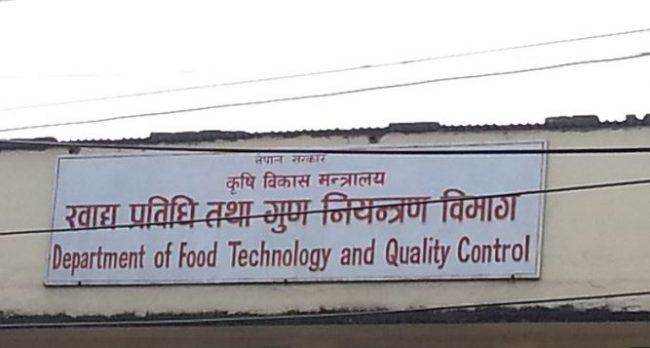 नेपाल सरकार
कृषि विकास मन्त्रालय
खाद्य प्रविधि तथा गुण नियन्त्रण विभाग
Department of Food Technology and Quality Control